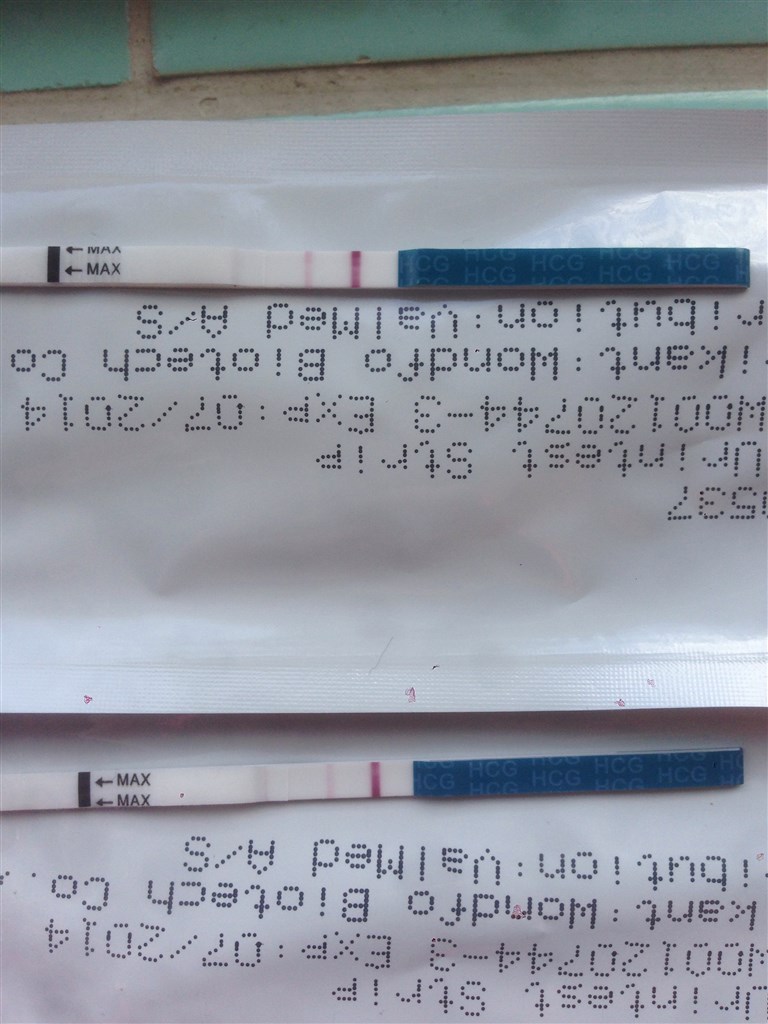 ← MAX
← MAX
HCG HCG HCG
HCG HCG HCG
Urintest Strip
W00120744-3 Exp:07/2014
ikant:Wondfo Biotech Co
ribution:ValMed A/S
← MAX
← MAX
HCG HCG HCG
HCG HCG HCG
Urintest Strip
W00120744-3 Exp:07/2014
kant:Wondfo Biotech Co.
ibution:ValMed A/S